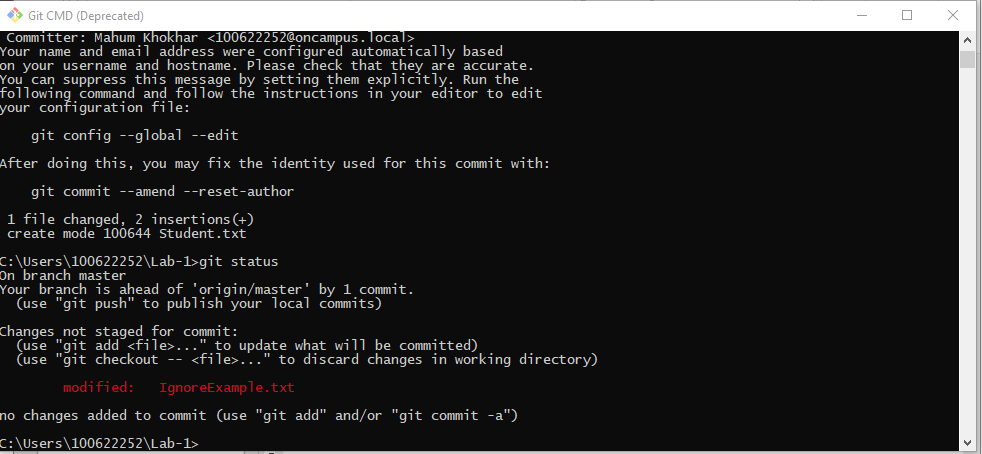 Git CMD (Deprecated)
Committer: Mahum Khokhar <100622252@oncampus.local>
Your name and email address were configured automatically based
on your username and hostname. Please check that they are accurate.
You can suppress this message by setting them explicitly. Run the
following command and follow the instructions in your editor to edit
your configuration file:
git config --global --edit
After doing this, you may fix the identity used for this commit with:
git commit --amend --reset-author
1 file changed, 2 insertions(+)
create mode 100644 Student.txt
C:\Users\100622252\Lab-1>git status
On branch master
Your branch is ahead of 'origin/master' by 1 commit.
(use "git push" to publish your local commits)
Changes not staged for commit:
(use "git add <file>..." to update what will be committed)
(use "git checkout -- <file>..." to discard changes in working directory)
modified:   IgnoreExample.txt
no changes added to commit (use "git add" and/or "git commit -a")
C:\Users\100622252\Lab-1>